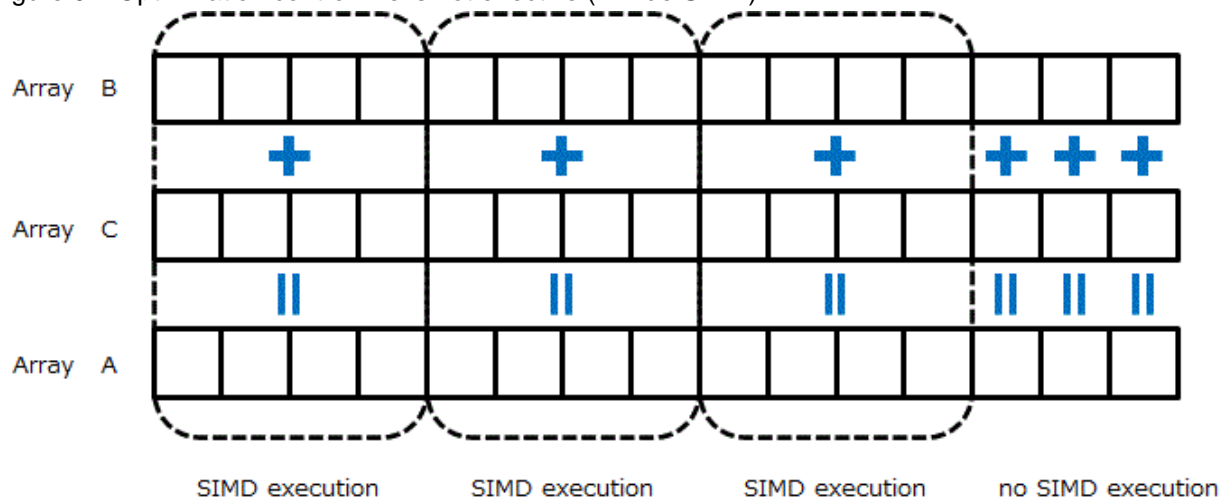 Array B
Array C
Array A
SIMD execution SIMD execution SIMD execution no SIMD execution